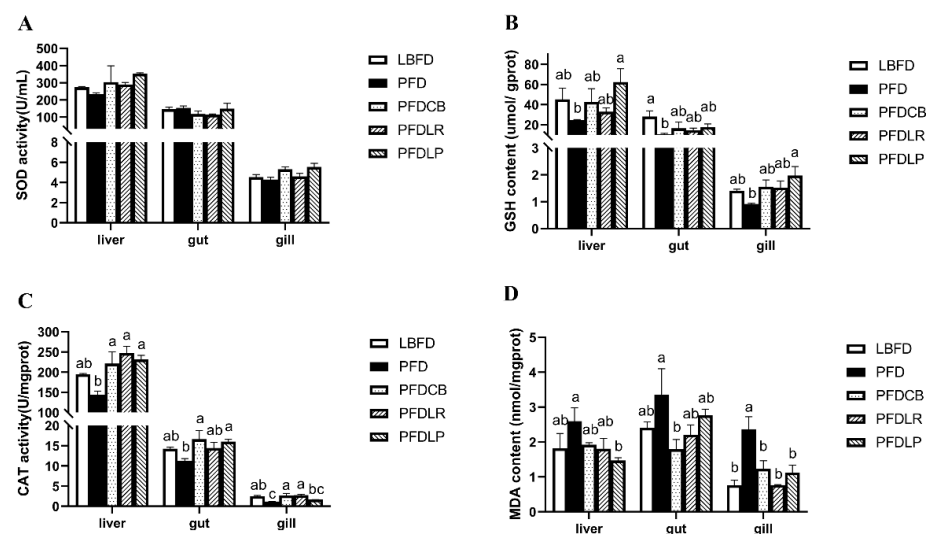 A
SOD activity(U/mL)
500
400
300
200
100
8
6
4
2
0
liver gut gill
LBFD
PFD
PFDCB
PFDLR
PFDLP
B
GSH content (umol/ gprot)
60
40
20
3
2
1
0
ab b ab ab a
a b ab ab ab
ab b ab ab a
liver gut gill
LBFD
PFD
PFDCB
PFDLR
PFDLP
C
CAT activity(U/mgprot)
300
250
200
150
100
50
20
15
10
5
0
ab b a a a
ab b a ab a
ab c a a bc
liver gut gill
LBFD
PFD
PFDCB
PFDLR
PFDLP
D
MDA content (nmol/mgprot)
5
4
3
2
1
0
ab a ab ab b
ab a b ab ab
b a b b b
liver gut gill
LBFD
PFD
PFDCB
PFDLR
PFDLP